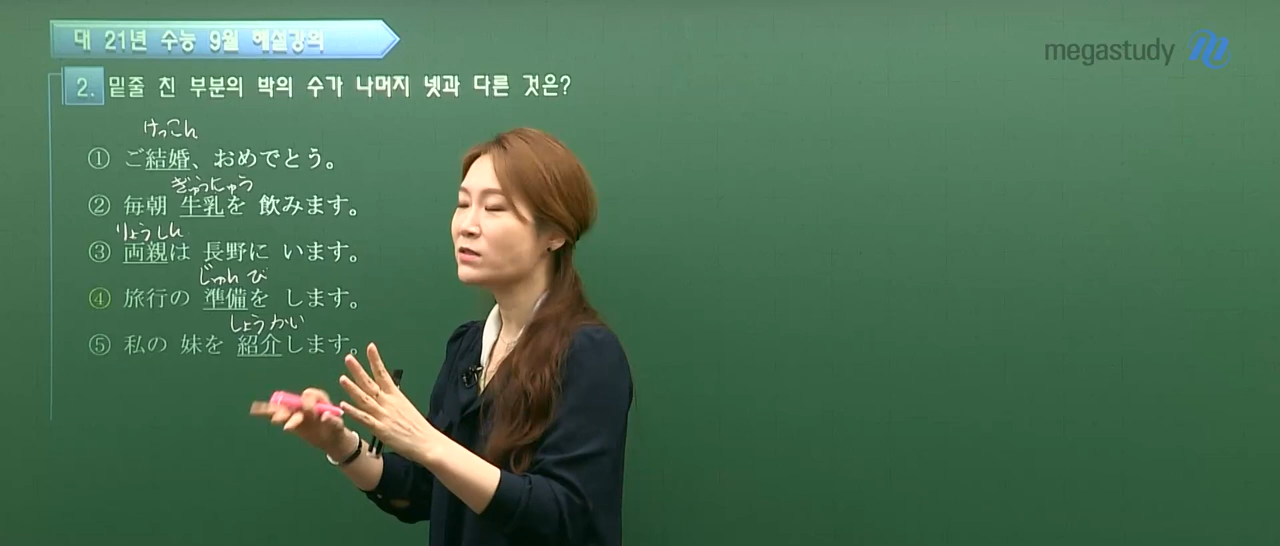 대 21년 수능 9월 해설강의
megastudy
2. 밑줄 친 부분의 박의 수가 나머지 넷과 다른 것은?
けっこん
① ご結婚、おめでとう。
ぎゅうにゅう
② 毎朝 牛乳を 飲みます。
りょうしん
③ 両親は 長野に います。
じゅんび
④ 旅行の 準備を します。
しょうかい
⑤ 私の 妹を 紹介します。